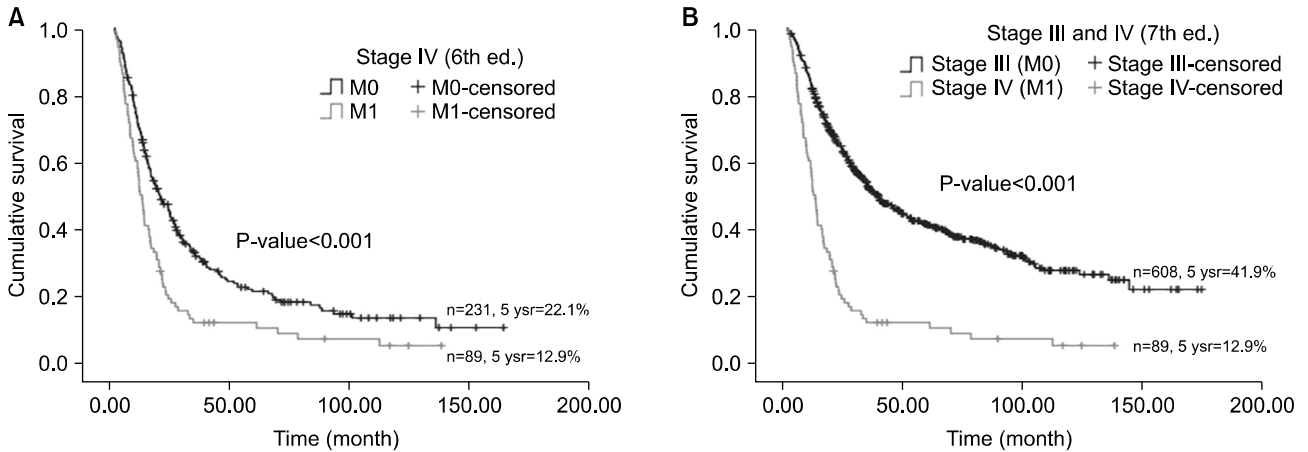 A
Stage IV (6th ed.)
M0 M0-censored
M1 M1-censored
Cumulative survival
1.0
0.8
0.6
0.4
0.2
0.0
P-value<0.001
n=231, 5 ysr=22.1%
n=89, 5 ysr=12.9%
0.00 50.00 100.00 150.00 200.00
Time (month)
B
Stage III and IV (7th ed.)
Stage III (M0) Stage III-censored
Stage IV (M1) Stage IV-censored
Cumulative survival
1.0
0.8
0.6
0.4
0.2
0.0
P-value<0.001
n=608, 5 ysr=41.9%
n=89, 5 ysr=12.9%
0.00 50.00 100.00 150.00 200.00
Time (month)